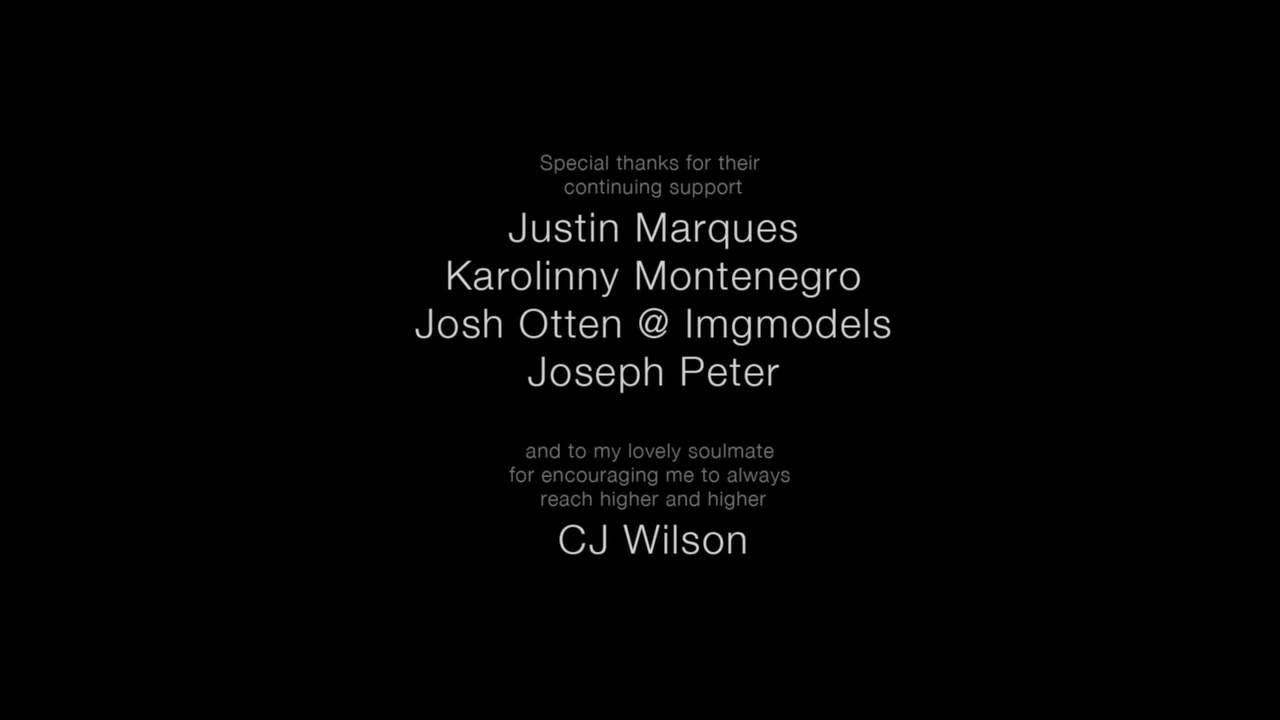 Special thanks for their
continuing support
Justin Marques
Karolinny Montenegro
Josh Otten @ Imgmodels
Joseph Peter
and to my lovely soulmate
for encouraging me to always
reach higher and higher
CJ Wilson